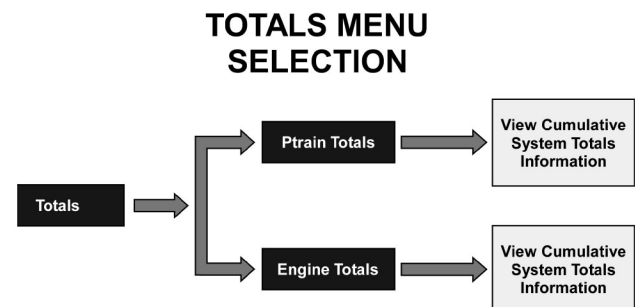 TOTALS MENU
SELECTION
Ptrain Totals
View Cumulative
System Totals
Information
Totals
Engine Totals
View Cumulative
System Totals
Information